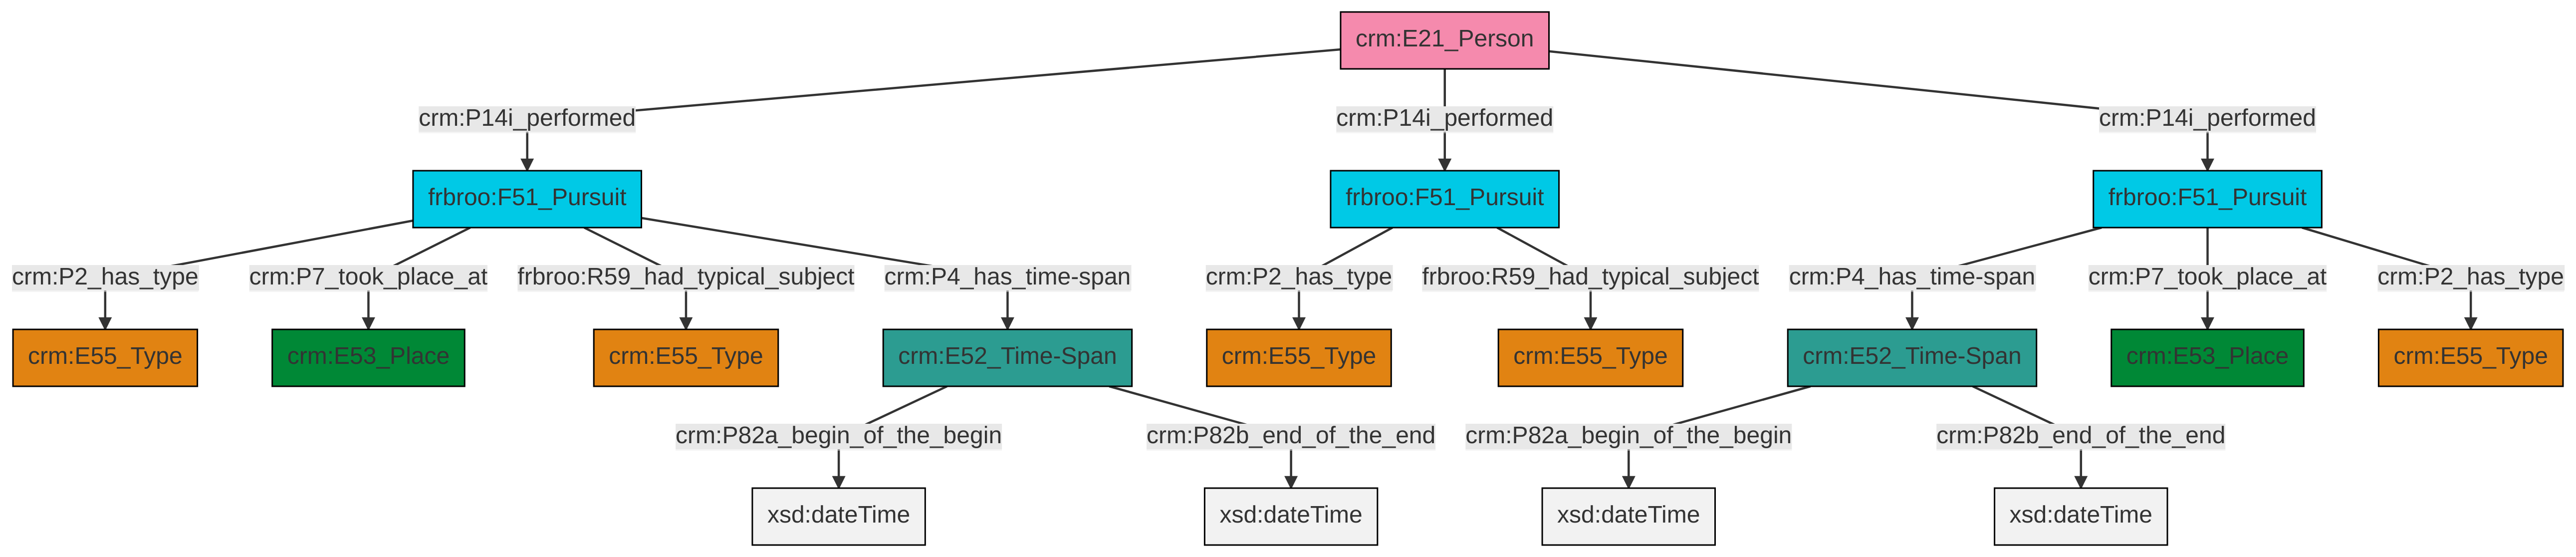 crm:E21_Person
crm:P14i_performed
crm:P14i_performed
crm:P14i_performed
frbroo:F51_Pursuit
frbroo:F51_Pursuit
frbroo:F51_Pursuit
crm:P2_has_type
crm:P7_took_place_at
frbroo:R59_had_typical_subject
crm:P4_has_time-span
crm:P2_has_type
frbroo:R59_had_typical_subject
crm:P4_has_time-span
crm:P7_took_place_at
crm:P2_has_type
crm:E55_Type
crm:E53_Place
crm:E55_Type
crm:E52_Time-Span
crm:E55_Type
crm:E55_Type
crm:E52_Time-Span
crm:E53_Place
crm:E55_Type
crm:P82a_begin_of_the_begin
crm:P82b_end_of_the_end
crm:P82a_begin_of_the_begin
crm:P82b_end_of_the_end
xsd:dateTime
xsd:dateTime
xsd:dateTime
xsd:dateTime